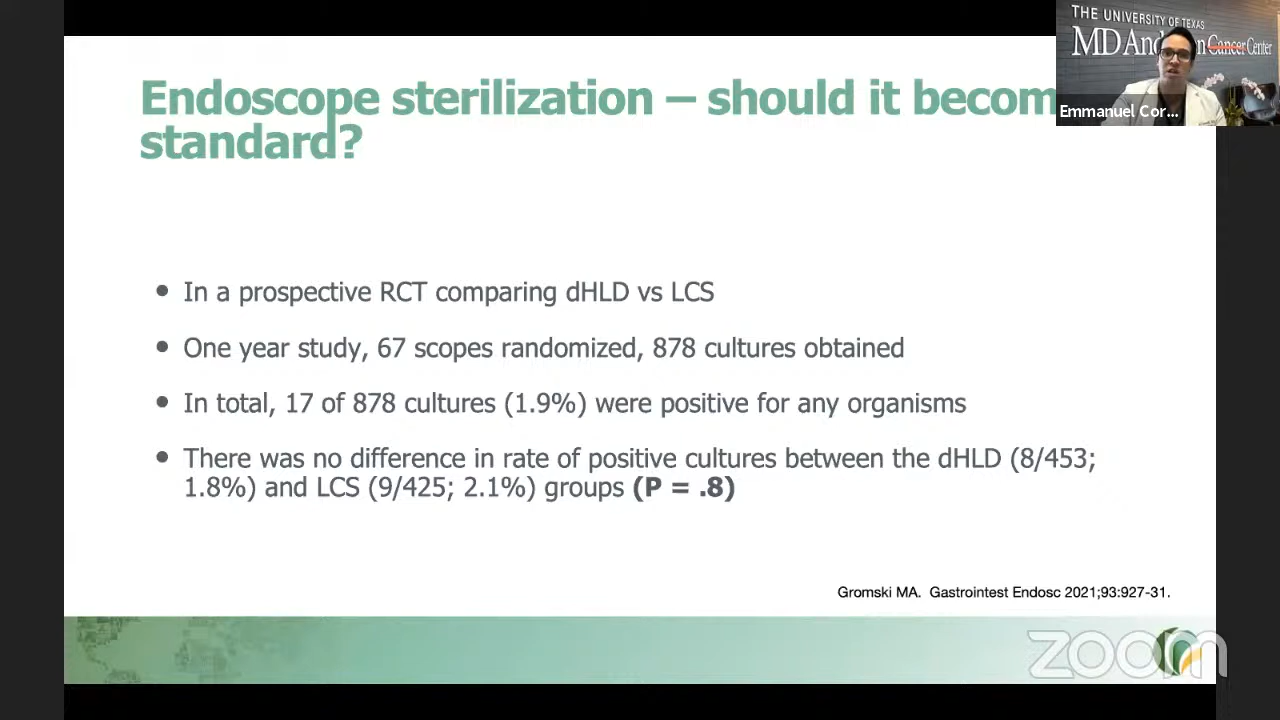 THE UNIVERSITY OF TEXAS
MD Cancer Center
Emmanuel Cor...
Endoscope sterilization – should it becom
standard?
• In a prospective RCT comparing dHLD vs LCS
• One year study, 67 scopes randomized, 878 cultures obtained
• In total, 17 of 878 cultures (1.9%) were positive for any organisms
• There was no difference in rate of positive cultures between the dHLD (8/453;
1.8%) and LCS (9/425; 2.1%) groups (P = .8)
Gromski MA. Gastrointest Endosc 2021;93:927-31.
zoom